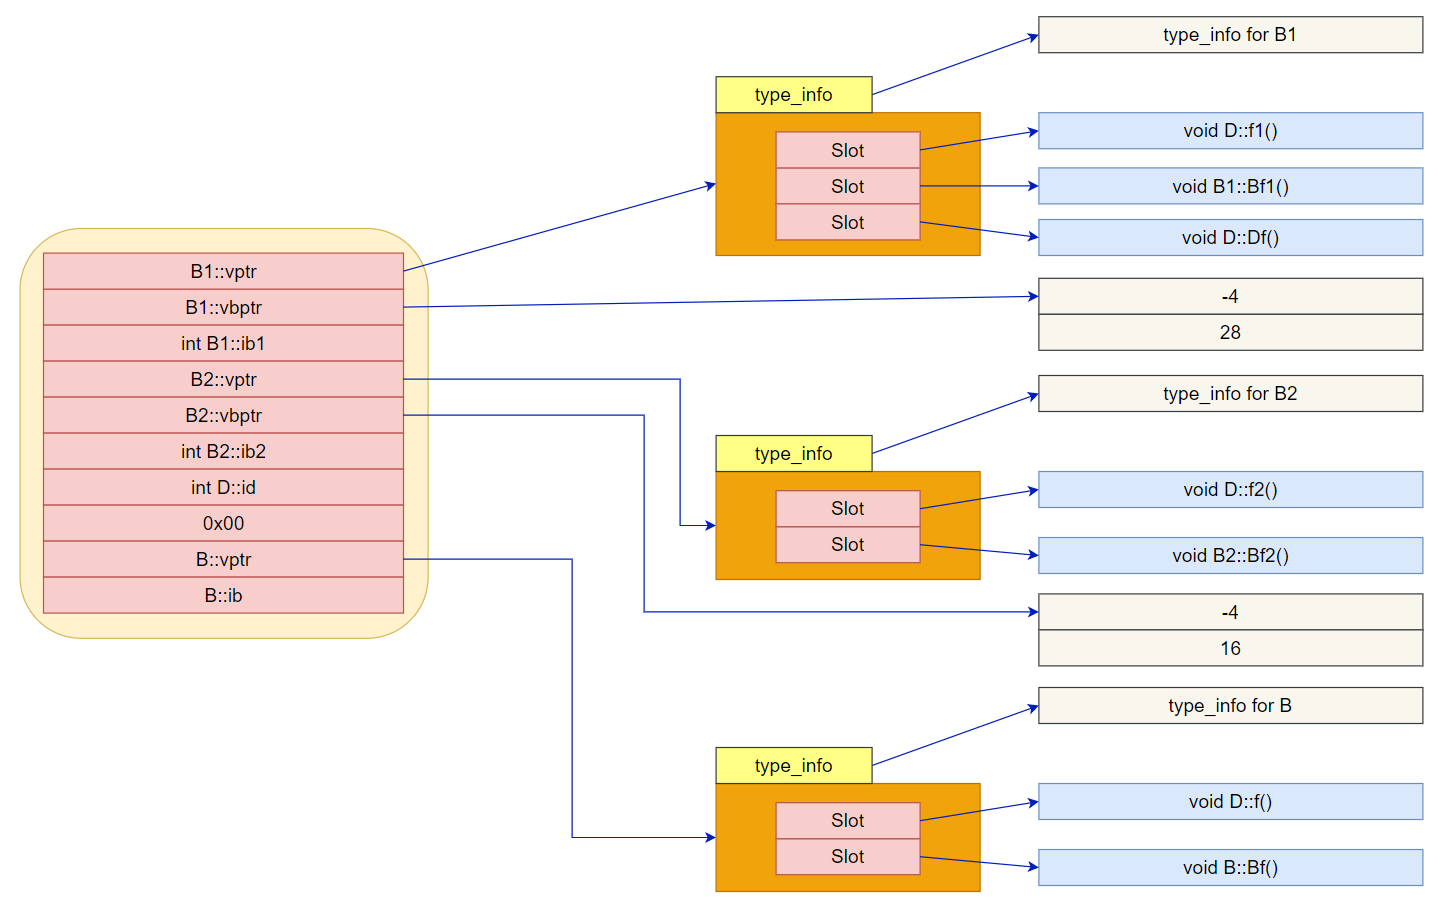 B1::vptr
B1::vbptr
int B1::ib1
B2::vptr
B2::vbptr
int B2::ib2
int D::id
0x00
B::vptr
B::ib
type_info
Slot
Slot
Slot
type_info for B1
void D::f1()
void B1::Bf1()
void D::Df()
-4
28
type_info
Slot
Slot
type_info for B2
void D::f2()
void B2::Bf2()
-4
16
type_info
Slot
Slot
type_info for B
void D::f()
void B::Bf()